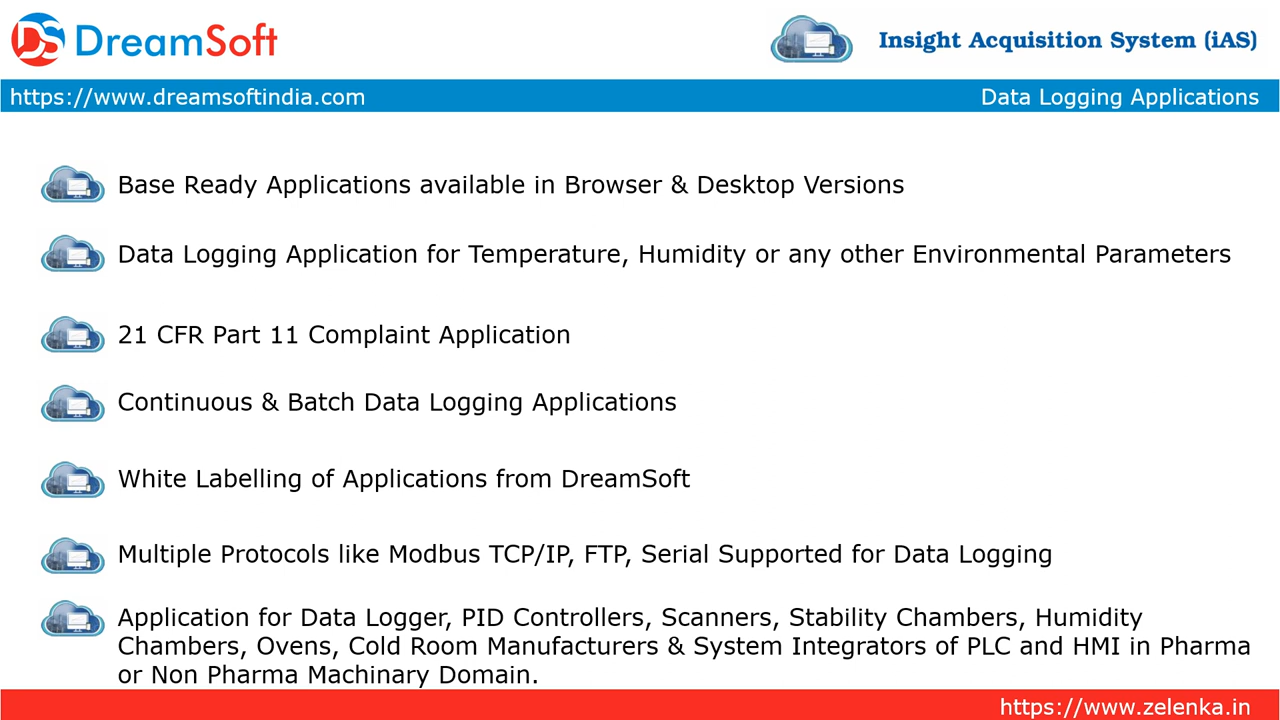 DS DreamSoft
Insight Acquisition System (iAS)
https://www.dreamsoftindia.com
Data Logging Applications
Base Ready Applications available in Browser & Desktop Versions
Data Logging Application for Temperature, Humidity or any other Environmental Parameters
21 CFR Part 11 Complaint Application
Continuous & Batch Data Logging Applications
White Labelling of Applications from DreamSoft
Multiple Protocols like Modbus TCP/IP, FTP, Serial Supported for Data Logging
Application for Data Logger, PID Controllers, Scanners, Stability Chambers, Humidity
Chambers, Ovens, Cold Room Manufacturers & System Integrators of PLC and HMI in Pharma
or Non Pharma Machinary Domain.
https://www.zelenka.in